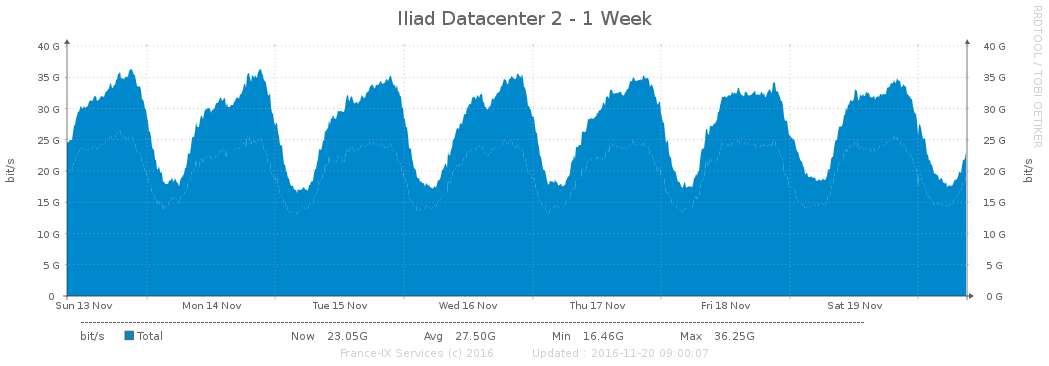 Iliad Datacenter 2 - 1 Week
RRDTOOL / TOBI OETIKER
bit/s
40 G 40 G
35 G 35 G
30 G 30 G
25 G 25 G
20 G 20 G
15 G 15 G
10 G 10 G
5 G 5 G
0 0 G
bit/s
Sun 13 Nov Mon 14 Nov Tue 15 Nov Wed 16 Nov Thu 17 Nov Fri 18 Nov Sat 19 Nov
bit/s Total Now 23.05G Avg 27.50G Min 16.46G Max 36.25G
France-IX Services (c) 2016 Updated : 2016-11-20 09:00:07